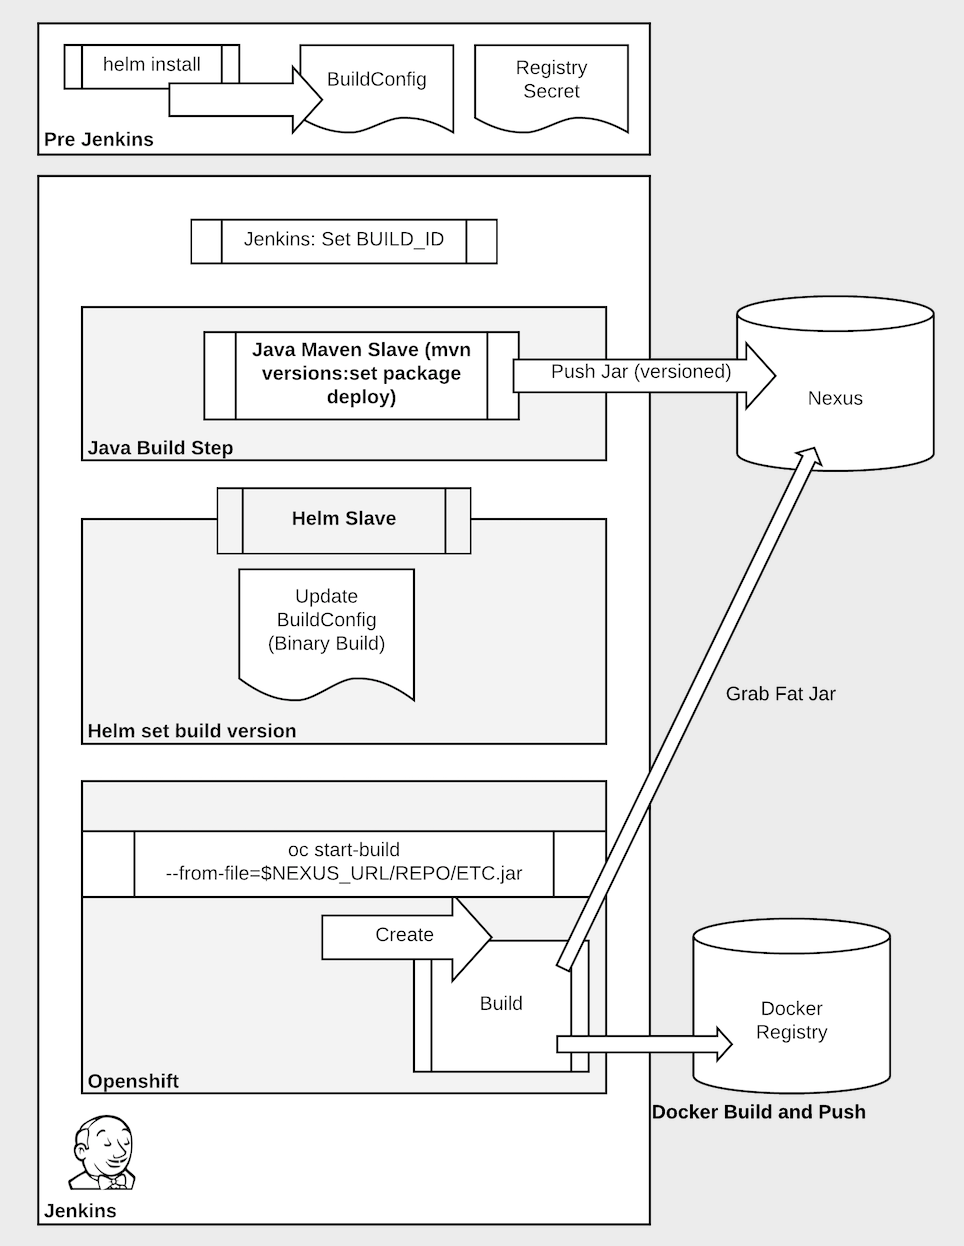 helm install
BuildConfig
Registry
Secret
Pre Jenkins
Jenkins: Set BUILD_ID
Java Maven Slave (mvn
versions:set package
deploy)
Push Jar (versioned)
Nexus
Java Build Step
Helm Slave
Update
BuildConfig
(Binary Build)
Grab Fat Jar
Helm set build version
oc start-build
--from-file=$NEXUS_URL/REPO/ETC.jar
Create
Build
Docker
Registry
Openshift
Docker Build and Push
Jenkins